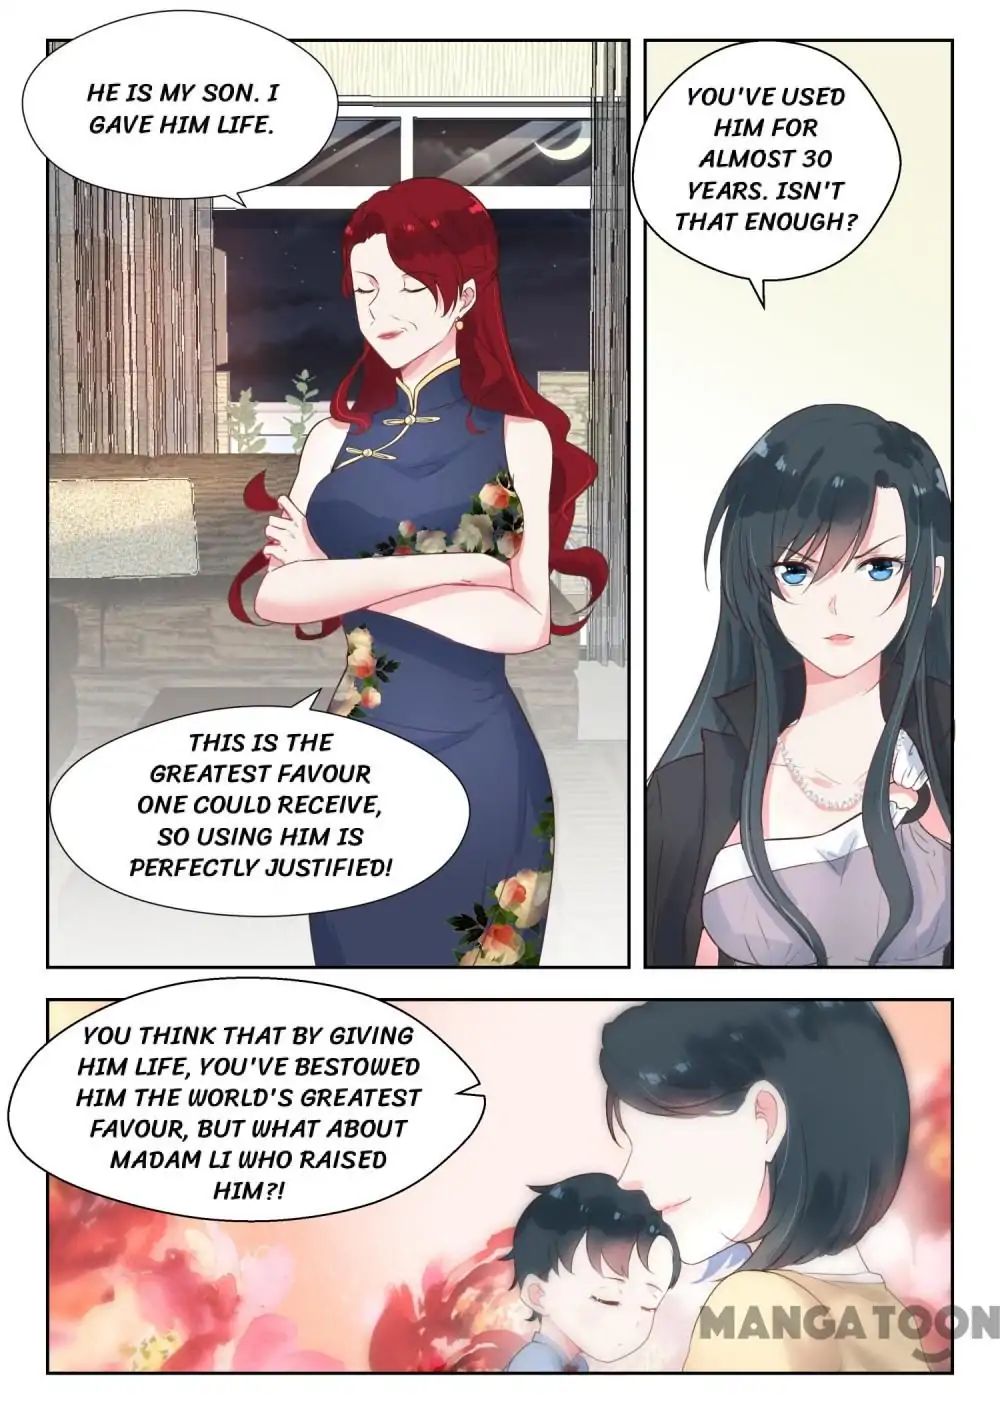 HE IS MY SON. I
GAVE HIM LIFE.
THIS IS THE
GREATEST FAVOUR
ONE COULD RECEIVE,
SO USING HIM IS
PERFECTLY JUSTIFIED!
YOU'VE USED
HIM FOR
ALMOST 30
YEARS. ISN'T
THAT ENOUGH?
YOU THINK THAT BY GIVING
HIM LIFE, YOU'VE BESTOWED
HIM THE WORLD'S GREATEST
FAVOUR, BUT WHAT ABOUT
MADAM LI WHO RAISED
HIM?!
MANGATOON